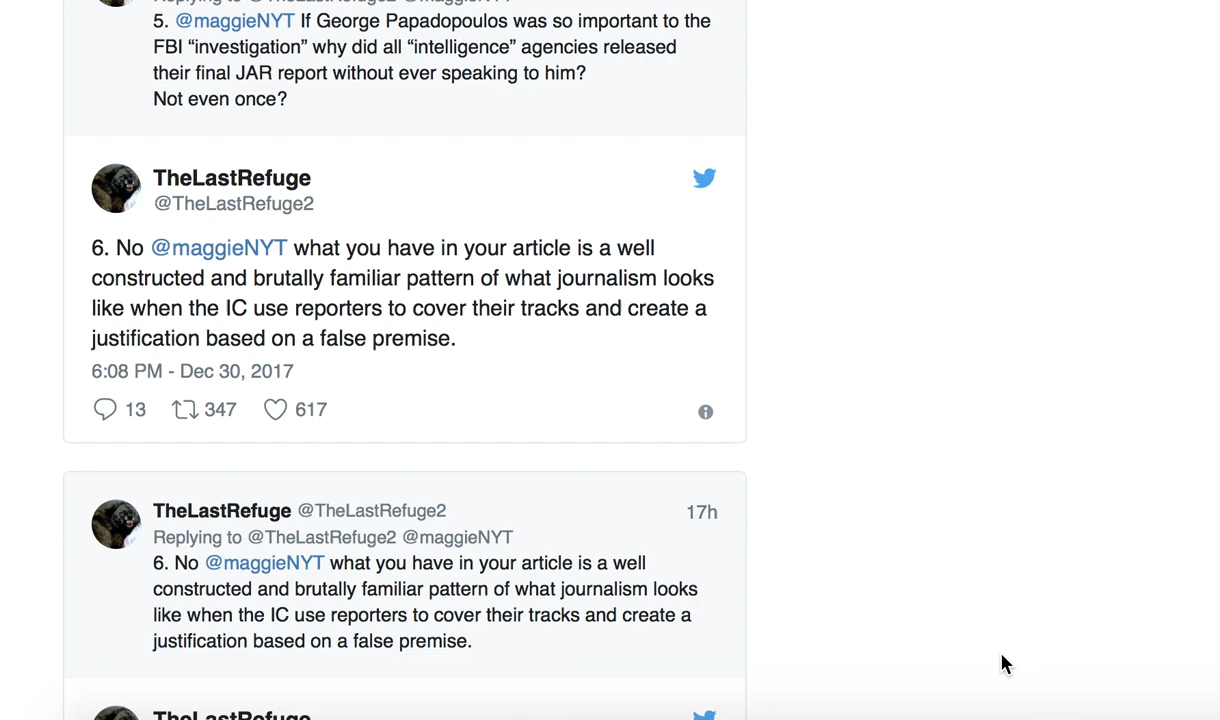 5. @maggieNYT If George Papadopoulos was so important to the
FBI “investigation” why did all “intelligence” agencies released
their final JAR report without ever speaking to him?
Not even once?
TheLastRefuge
@TheLastRefuge2
6. No @maggieNYT what you have in your article is a well
constructed and brutally familiar pattern of what journalism looks
like when the IC use reporters to cover their tracks and create a
justification based on a false premise.
6:08 PM - Dec 30, 2017
13 347 617
TheLastRefuge @TheLastRefuge2 17h
Replying to @TheLastRefuge2 @maggieNYT
6. No @maggieNYT what you have in your article is a well
constructed and brutally familiar pattern of what journalism looks
like when the IC use reporters to cover their tracks and create a
justification based on a false premise.
TheLastRefuge